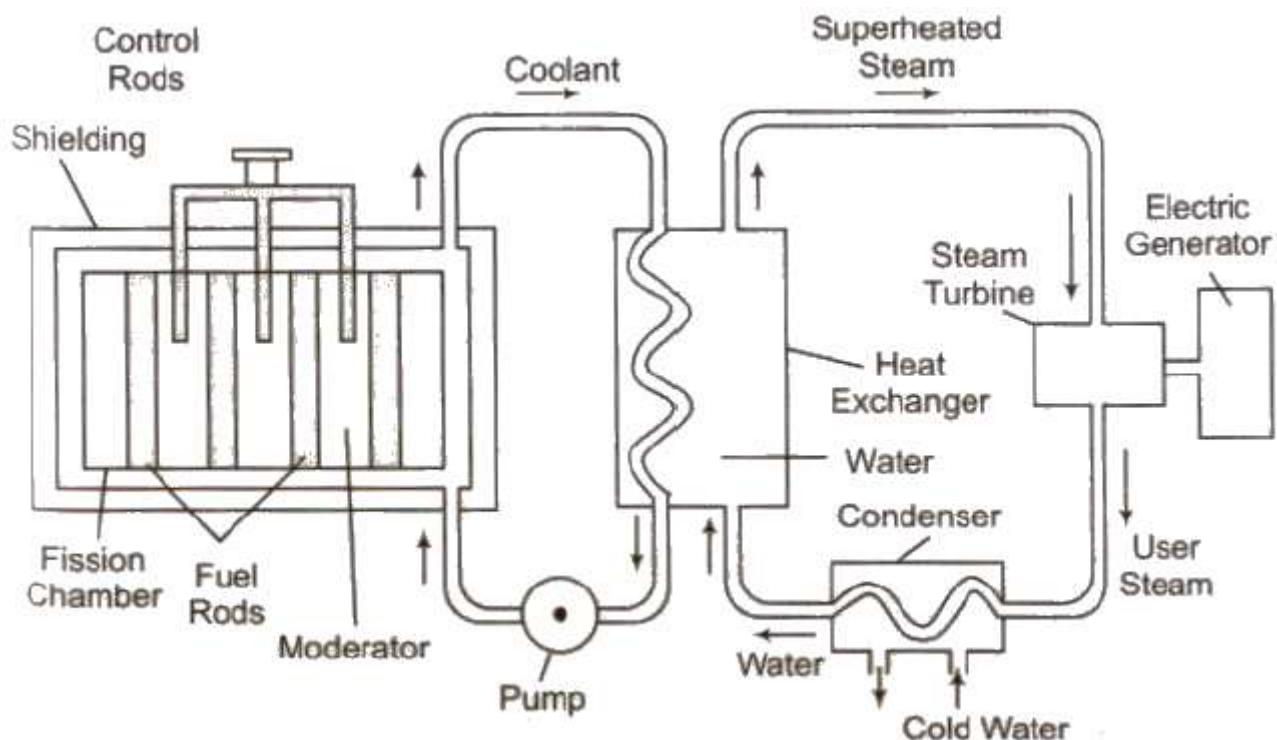 Control
Rods
Shielding
Coolant
Superheated
Steam
Electric
Generator
Steam
Turbine
Heat
Exchanger
Water
Condenser
User
Steam
Fission
Chamber
Fuel
Rods
Moderator
Pump
Water
Cold Water